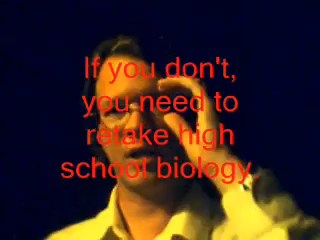 If you don't,
you need to
retake high
school biology.